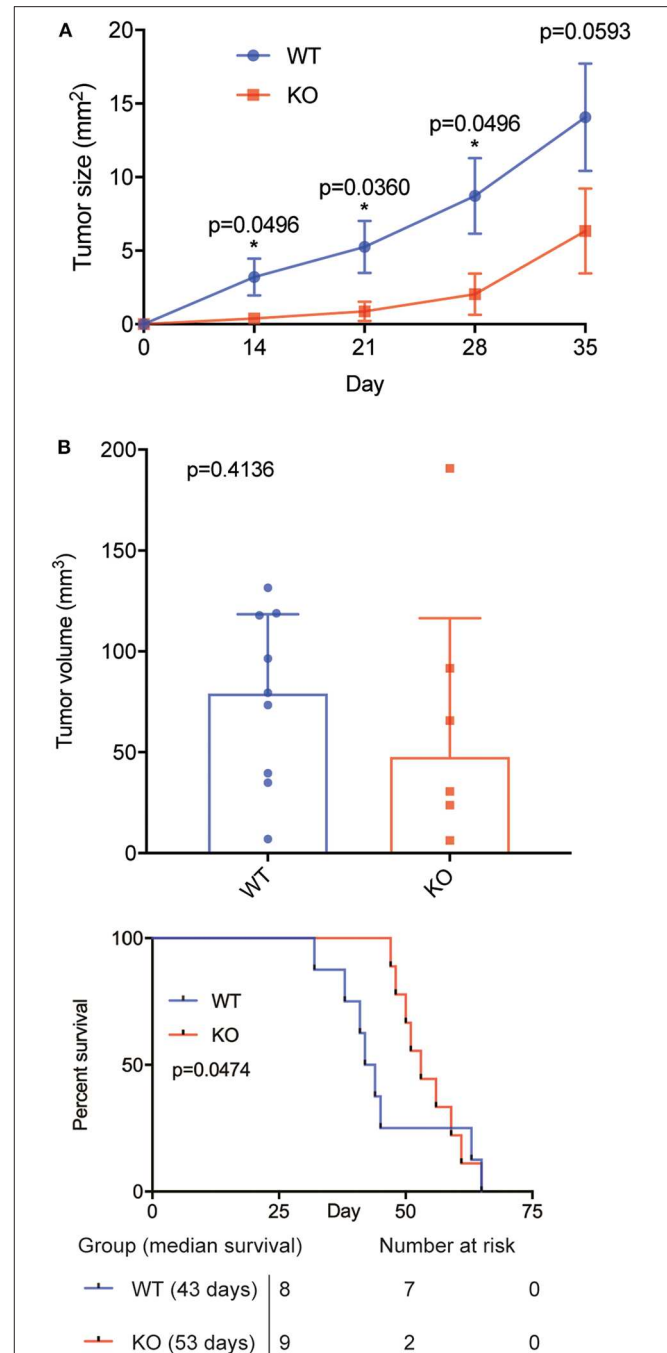 A
20
p=0.0593
WT
KO
15
p=0.0496
*
10
p=0.0360
*
p=0.0496
*
5
0
Tumor size (mm2)
0 14 21 28 35
Day
B
200
p=0.4136
150
100
50
0
Tumor volume (mm3)
WT KO
100
WT
KO
p=0.0474
50
0
Percent survival
0 25 Day 50 75
Group (median survival) Number at risk
WT (43 days) 8 7 0
KO (53 days) 9 2 0